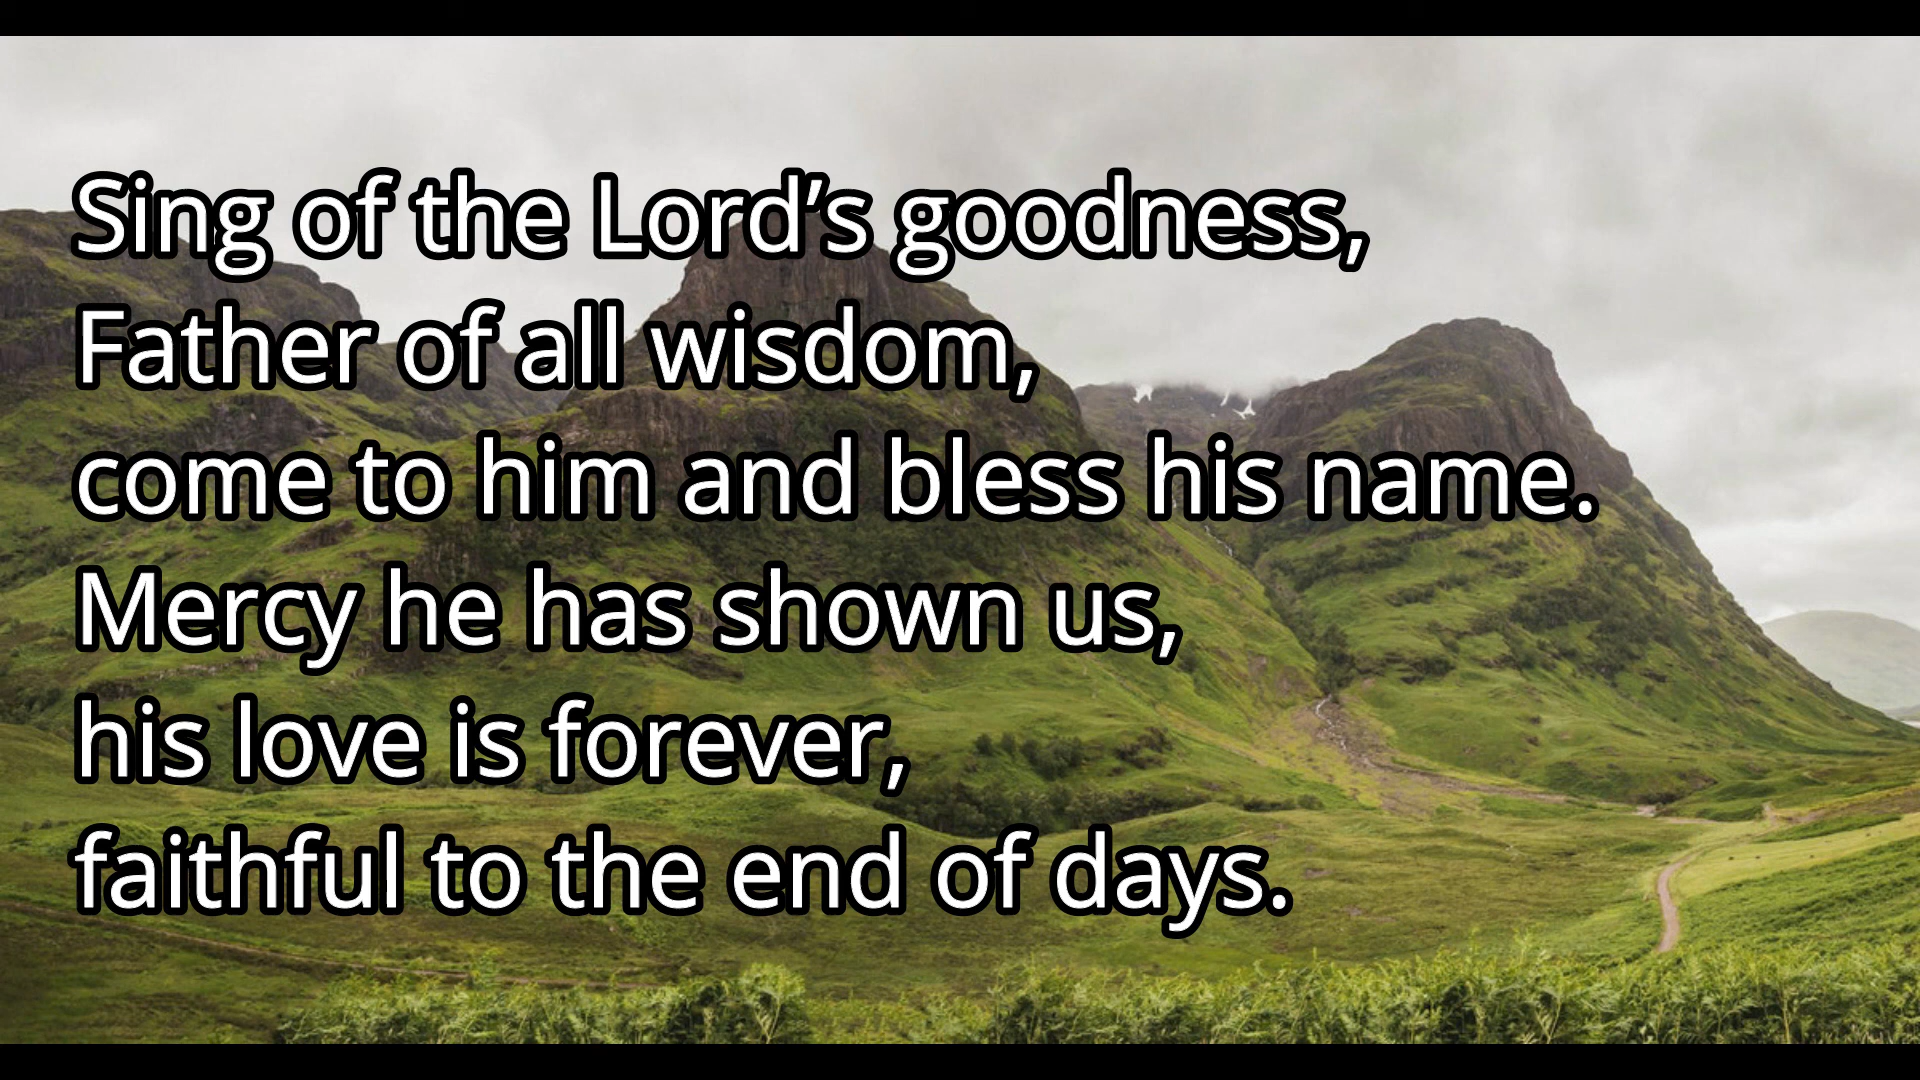 Sing of the Lord’s goodness,
Father of all wisdom,
come to him and bless his name.
Mercy he has shown us,
his love is forever,
faithful to the end of days.